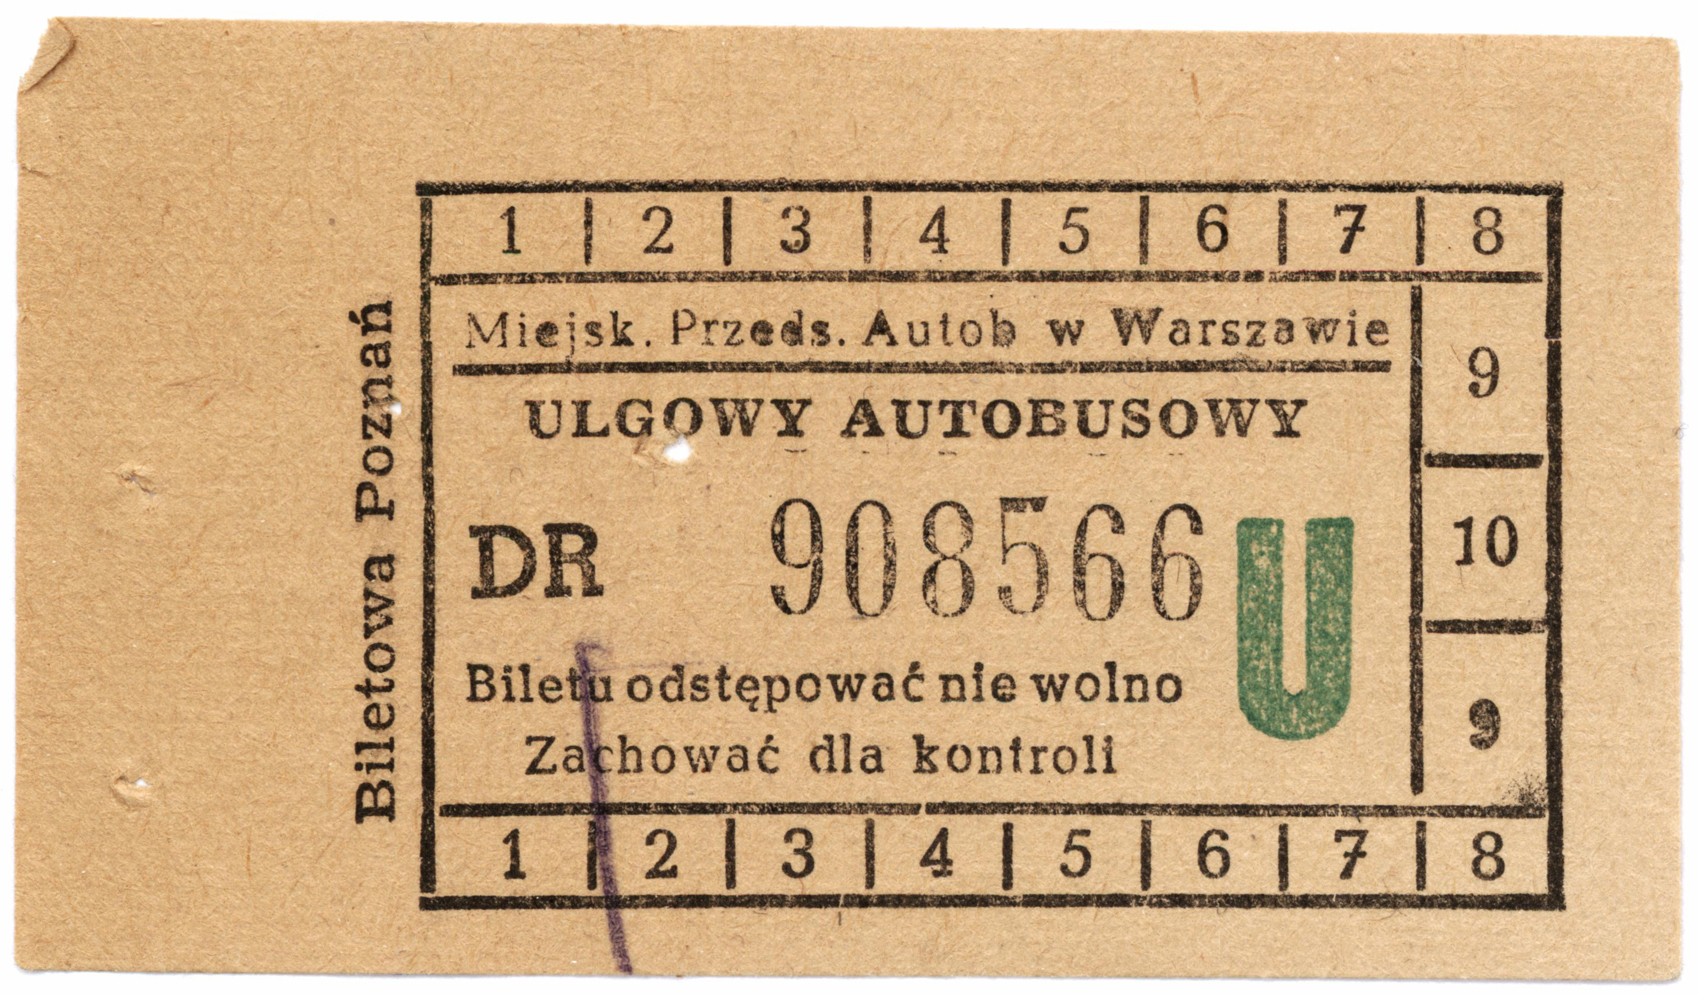 Biletowa Poznań
1 | 2 | 3 | 4 | 5 | 6 | 7 | 8
Miejsk. Przeds. Autob w Warszawie
9
ULGOWY AUTOBUSOWY
DR 908566 U
10
Biletu odstępować nie wolno
9
Zachować dla kontroli
1 | 2 | 3 | 4 | 5 | 6 | 7 | 8